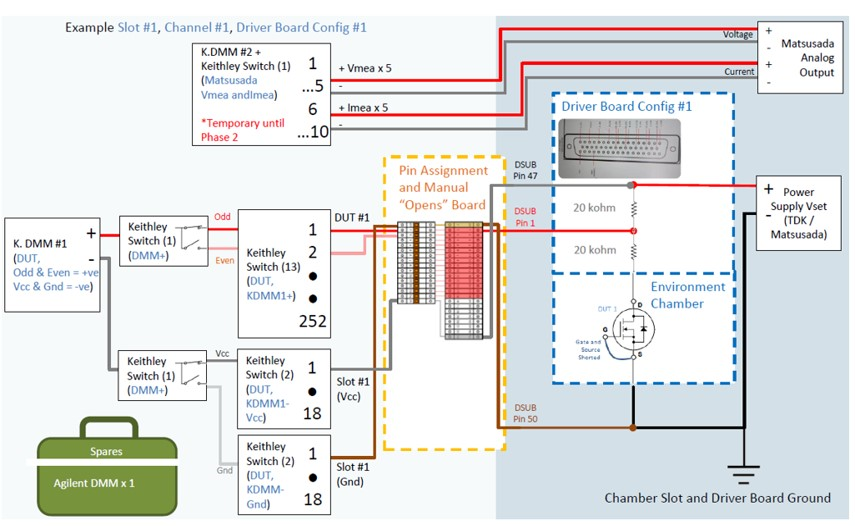 Example Slot #1, Channel #1, Driver Board Config #1
K.DMM #2 +
Keithley Switch (1)
(Matsusada
Vmea andImea)
*Temporary until
Phase 2
1
...5
6
...10
+ Vmea x 5
-
+ Imea x 5
-
Voltage
Current
+
-
+
-
Matsusada
Analog
Output
Driver Board Config #1
Pin Assignment
and Manual
“Opens” Board
DSUB
Pin 47
DSUB
Pin 1
20 kohm
20 kohm
+
-
Power
Supply Vset
(TDK /
Matsusada)
K. DMM #1
(DUT,
Odd & Even = +ve
Vcc & Gnd = -ve)
+
-
Keithley
Switch (1)
(DMM+)
Odd
Even
Keithley
Switch (13)
(DUT,
KDMM1+)
1
2
252
DUT #1
Environment
Chamber
DUT 1
D
G
S
Gate and
Source
Shorted
Keithley
Switch (1)
(DMM+)
Vcc
Gnd
Keithley
Switch (2)
(DUT,
KDMM1-
Vcc)
1
18
Slot #1
(Vcc)
Keithley
Switch (2)
(DUT,
KDMM-
Gnd)
1
18
Slot #1
(Gnd)
DSUB
Pin 50
Spares
Agilent DMM x 1
Chamber Slot and Driver Board Ground